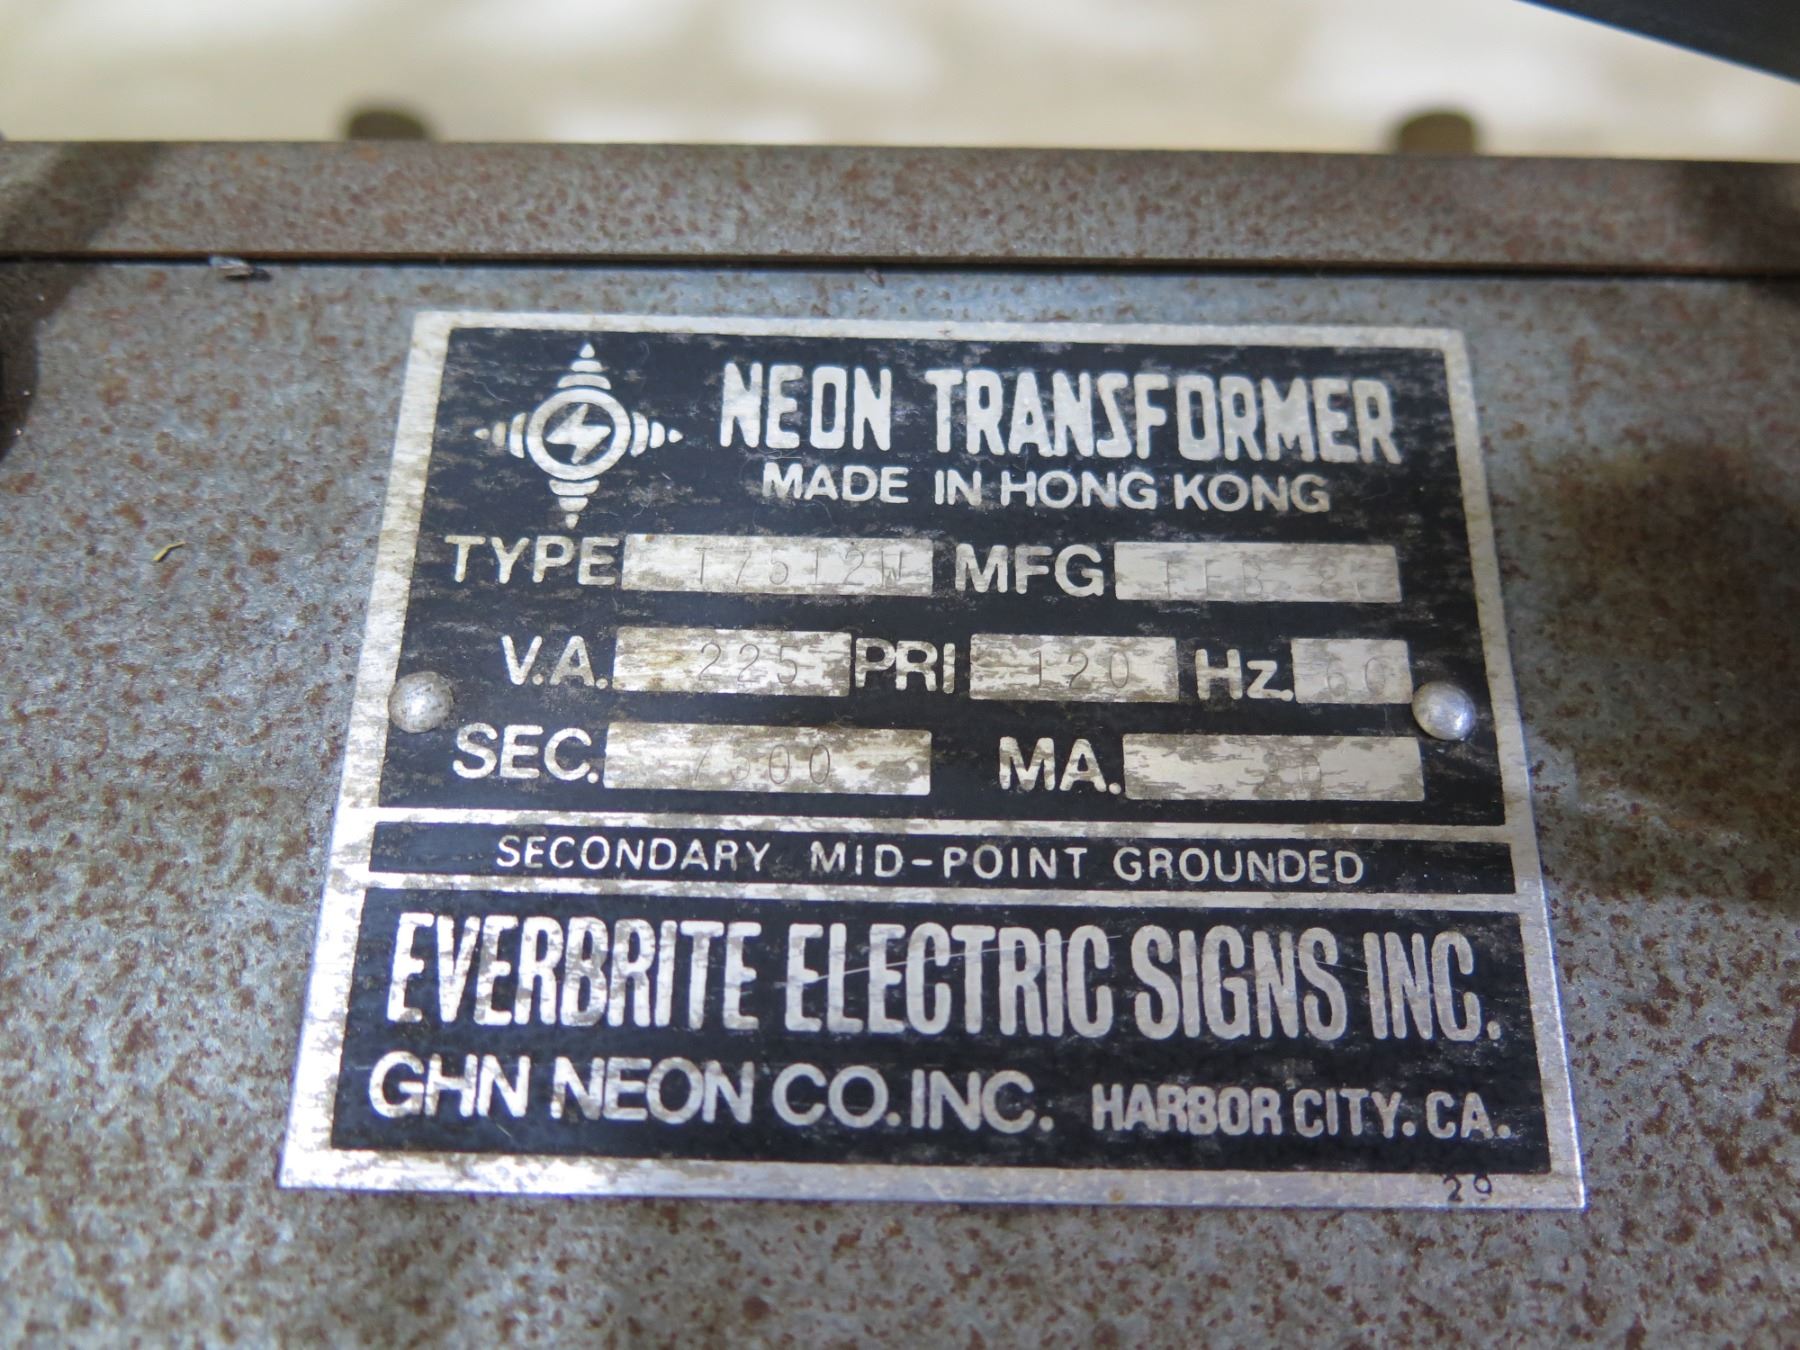 NEON TRANSFORMER
MADE IN HONG KONG
TYPE T7512W MFG FEB
V.A. 225 PRI 120 Hz. 60
SEC. 7500 MA.
SECONDARY MID-POINT GROUNDED
EVERBRITE ELECTRIC SIGNS INC.
GHN NEON CO. INC. HARBOR CITY. CA.
29